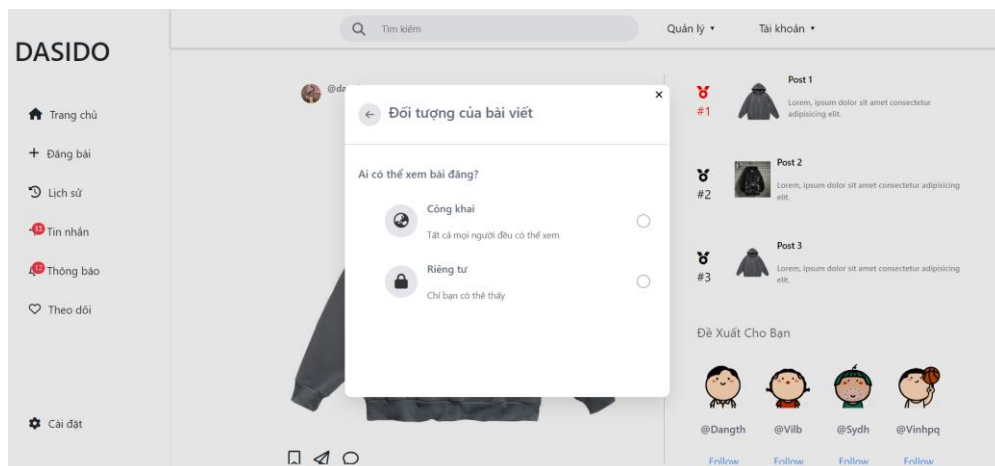 DASIDO
Tìm kiếm
Quản lý
Tài khoản
Trang chủ
Đăng bài
Lịch sử
12
Tin nhắn
12
Thông báo
Theo dõi
Cài đặt
Đối tượng của bài viết
×
Ai có thể xem bài đăng?
Công khai
Tất cả mọi người đều có thể xem
Riêng tư
Chỉ bạn có thê thấy
#1
Post 1
Lorem, ipsum dolor sit amet consectetur
adipisicing elit.
#2
Post 2
Lorem, ipsum dolor sit amet consectetur adipisicing
elit.
#3
Post 3
Lorem, ipsum dolor sit amet consectetur adipisicing
elit.
Đề Xuất Cho Bạn
@Dangth @Vilb @Sydh @Vinhpq
Follow Follow Follow Follow